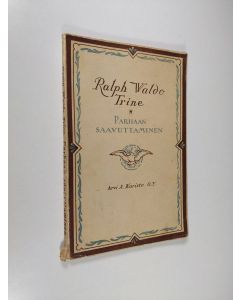 Ralph Waldo
Trine
PARHAAN
SAAVUTTAMINEN
Arvi A. Karisto O.Y.